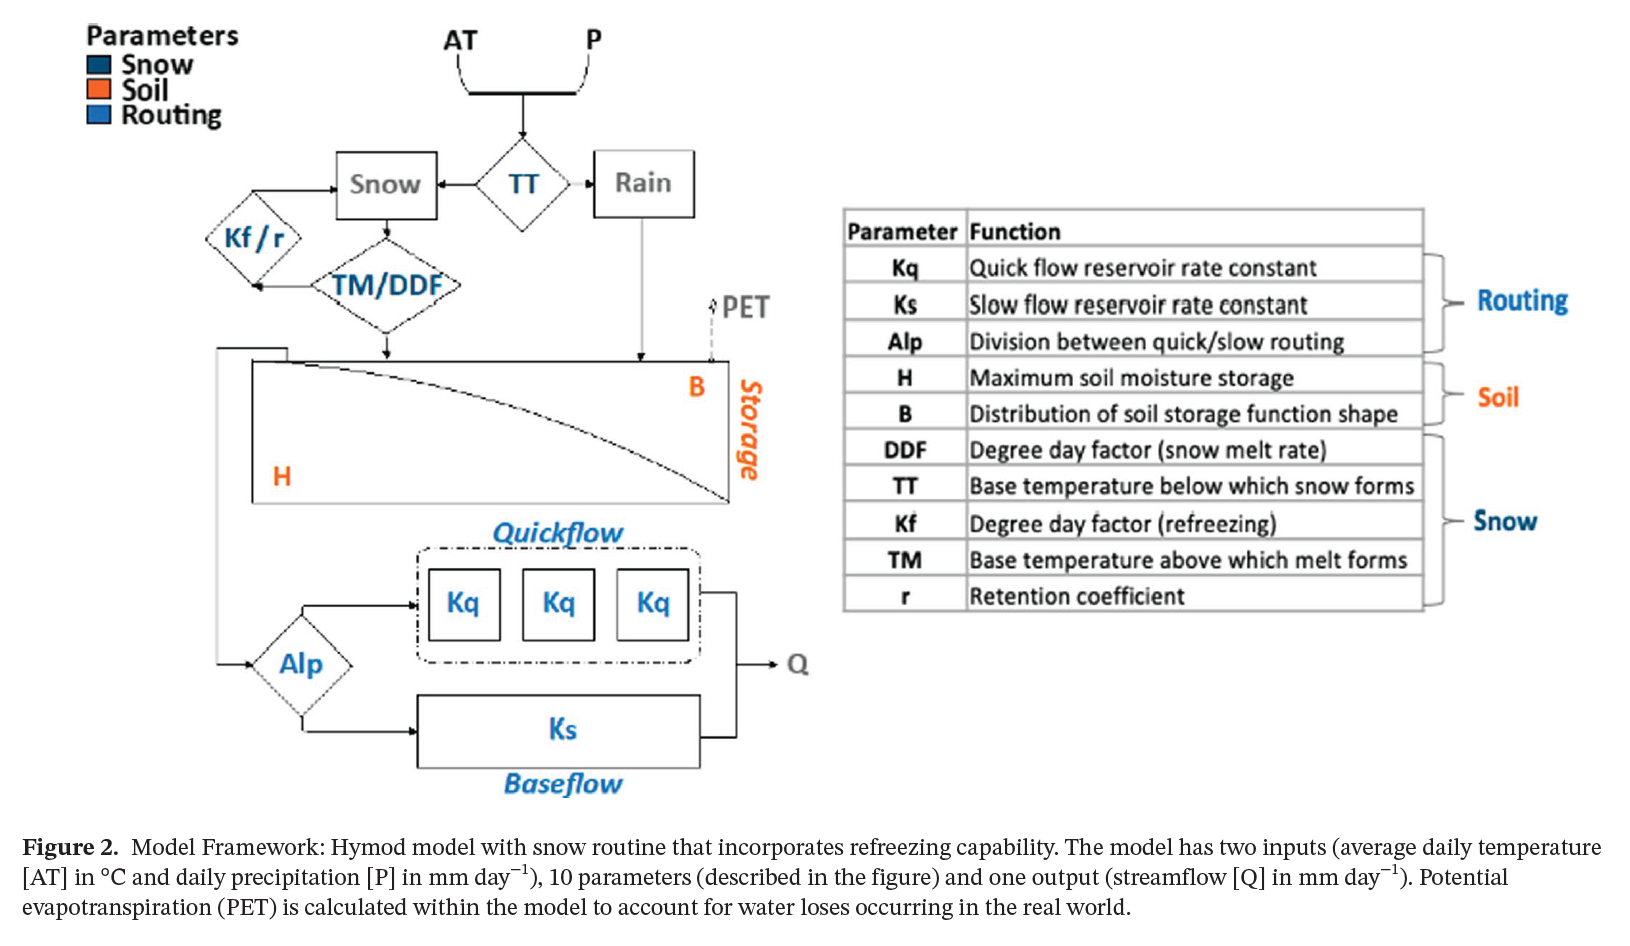 Parameters
Snow
Soil
Routing
AT
P
TT
Snow
Rain
Kf / r
TM/DDF
PET
B
Storage
H
Quickflow
Kq
Kq
Kq
Alp
Q
Ks
Baseflow
Parameter Function
Kq Quick flow reservoir rate constant
Ks Slow flow reservoir rate constant
Alp Division between quick/slow routing
H Maximum soil moisture storage
B Distribution of soil storage function shape
DDF Degree day factor (snow melt rate)
TT Base temperature below which snow forms
Kf Degree day factor (refreezing)
TM Base temperature above which melt forms
r Retention coefficient
Routing
Soil
Snow
Figure 2. Model Framework: Hymod model with snow routine that incorporates refreezing capability. The model has two inputs (average daily temperature
[AT] in °C and daily precipitation [P] in mm day⁻¹), 10 parameters (described in the figure) and one output (streamflow [Q] in mm day⁻¹). Potential
evapotranspiration (PET) is calculated within the model to account for water loses occurring in the real world.